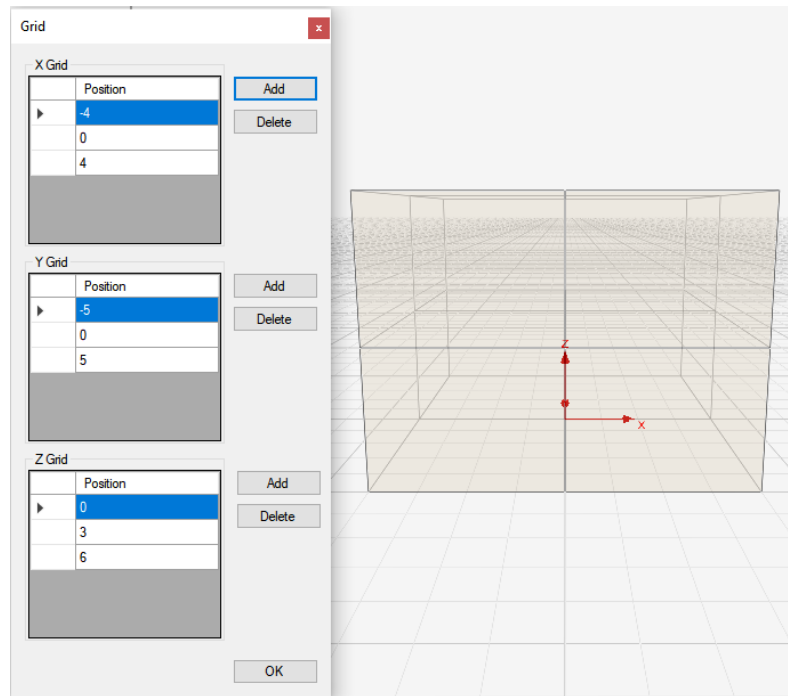 Grid
x
X Grid
Position
Add
-4
Delete
0
4
Y Grid
Position
Add
-5
Delete
0
5
Z Grid
Position
Add
0
Delete
3
6
OK
Z
X